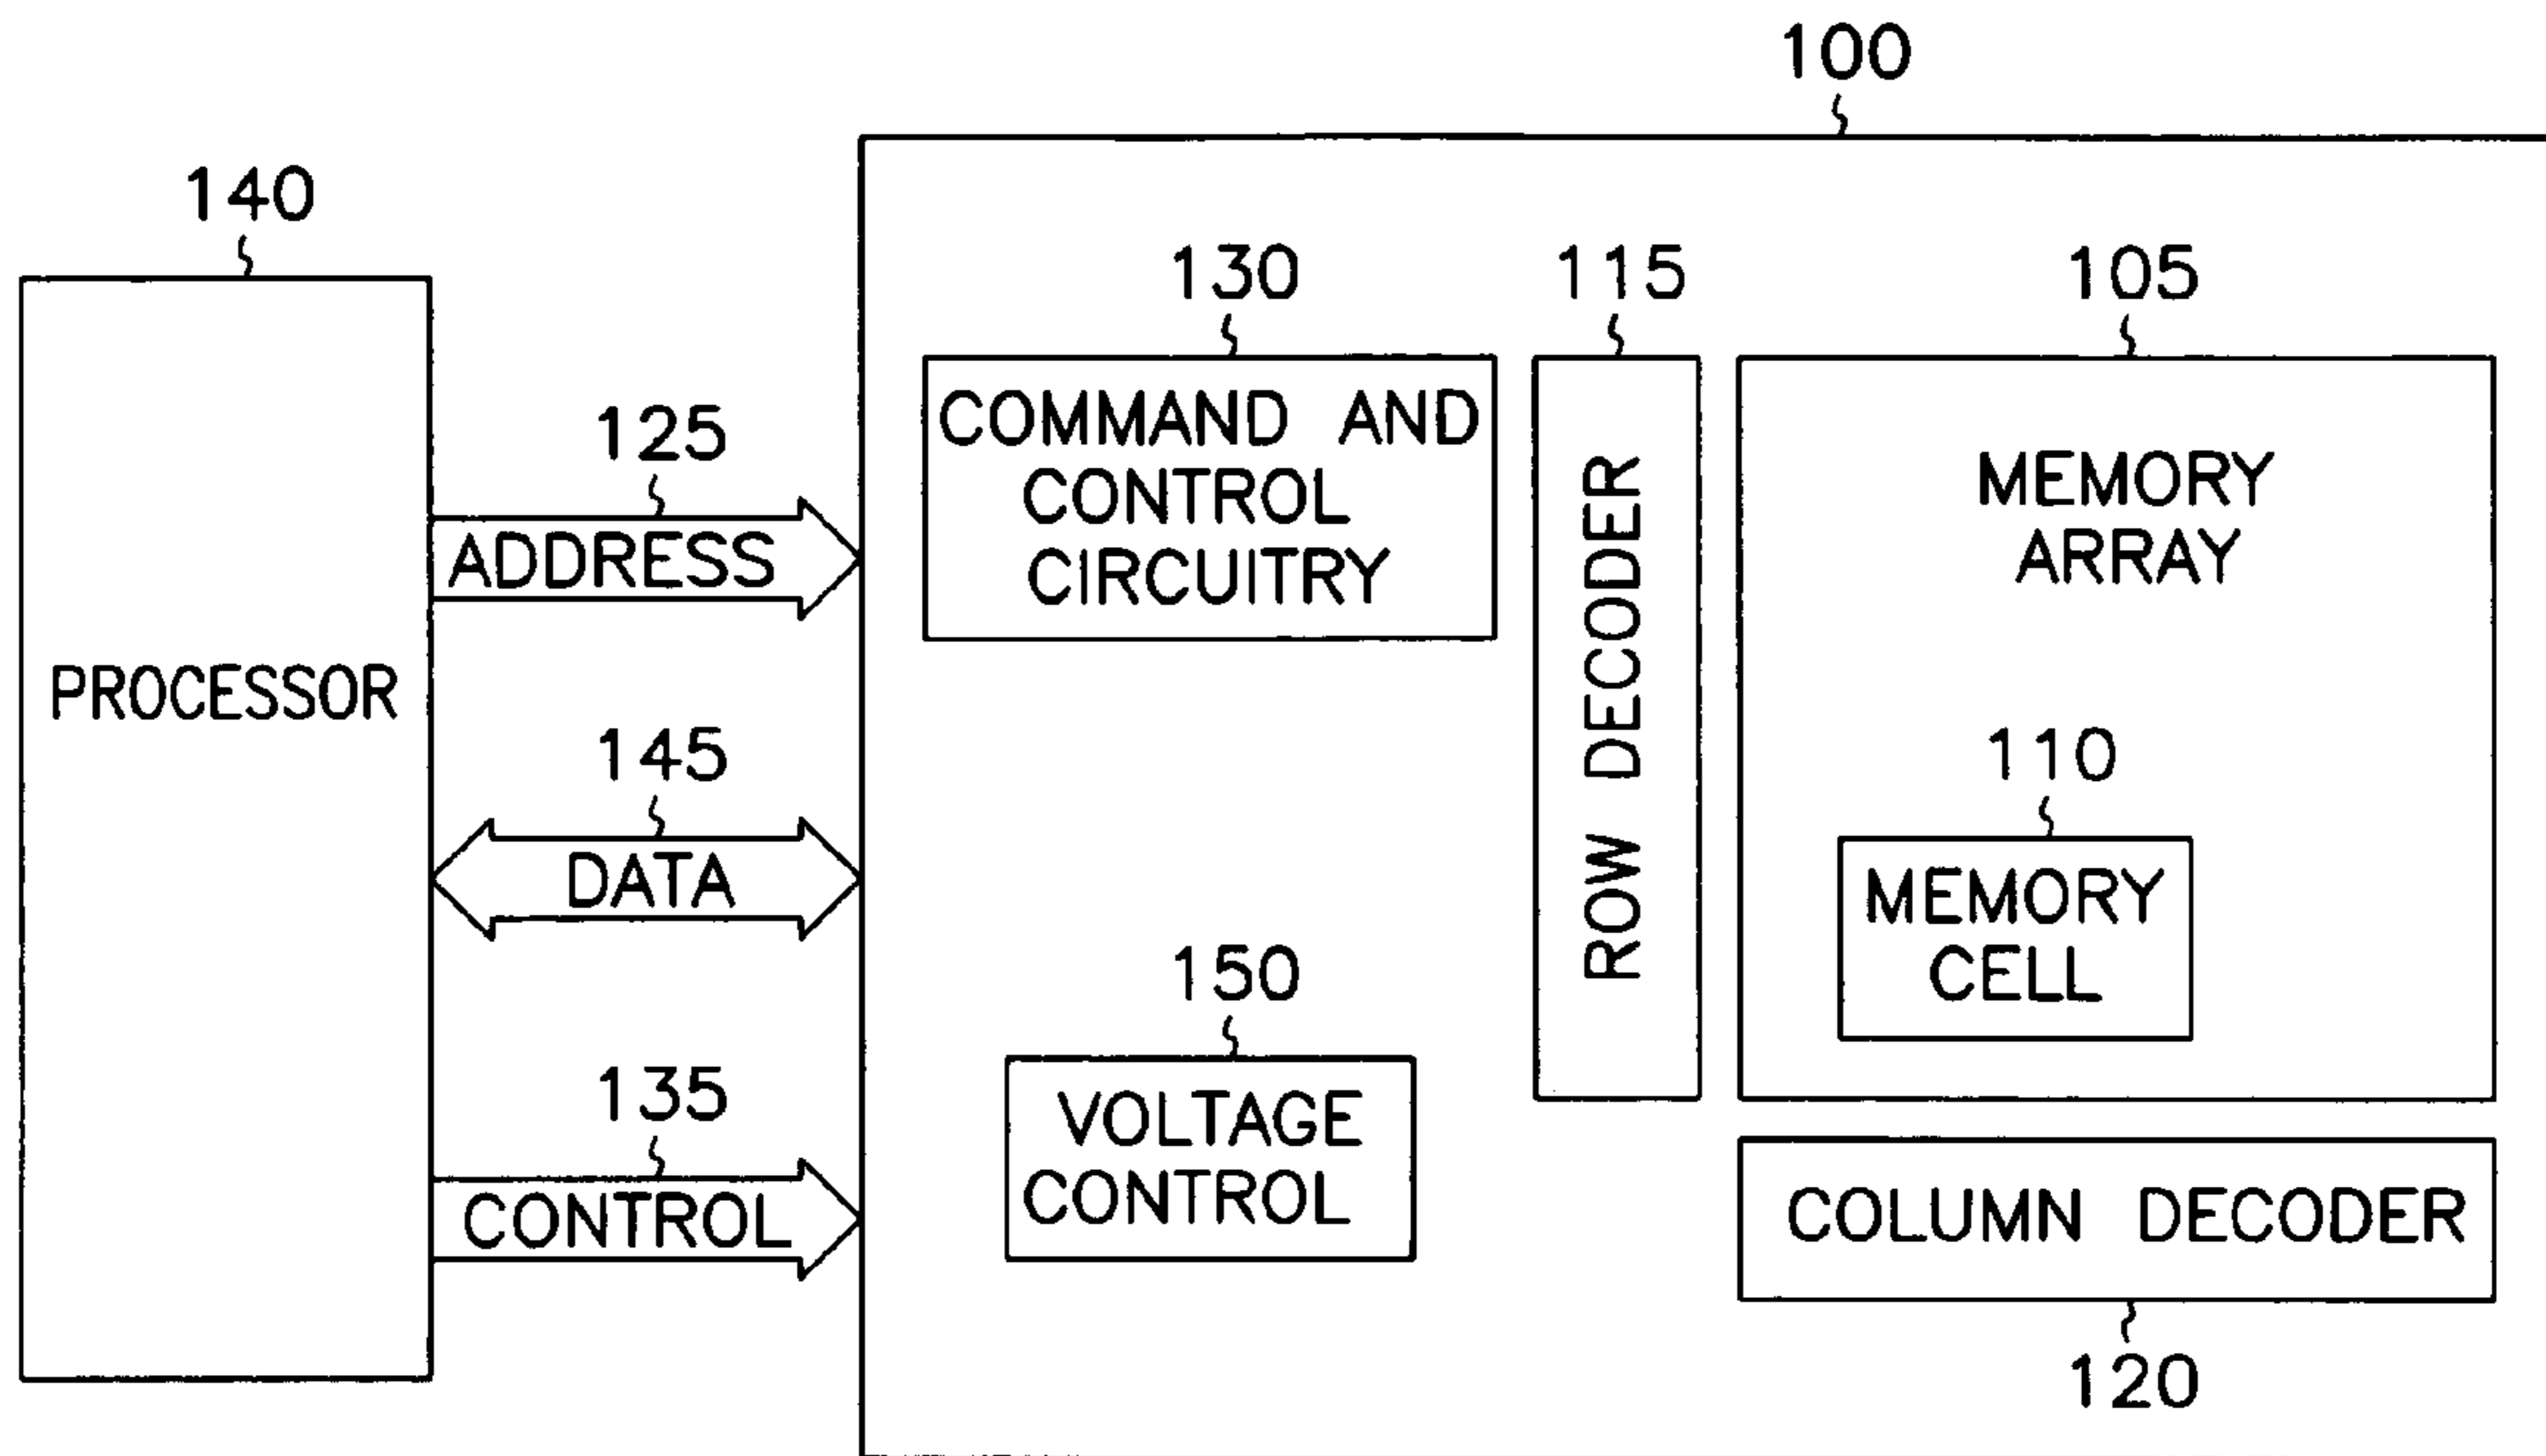 100
140
130
115
105
COMMAND AND
CONTROL
CIRCUITRY
125
ADDRESS
ROW DECODER
MEMORY
ARRAY
PROCESSOR
145
DATA
110
MEMORY
CELL
150
VOLTAGE
CONTROL
135
CONTROL
COLUMN DECODER
120